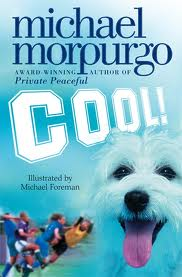 michael
morpurgo
AWARD-WINNING AUTHOR OF
Private Peaceful
COOL!
Illustrated by
Michael Foreman